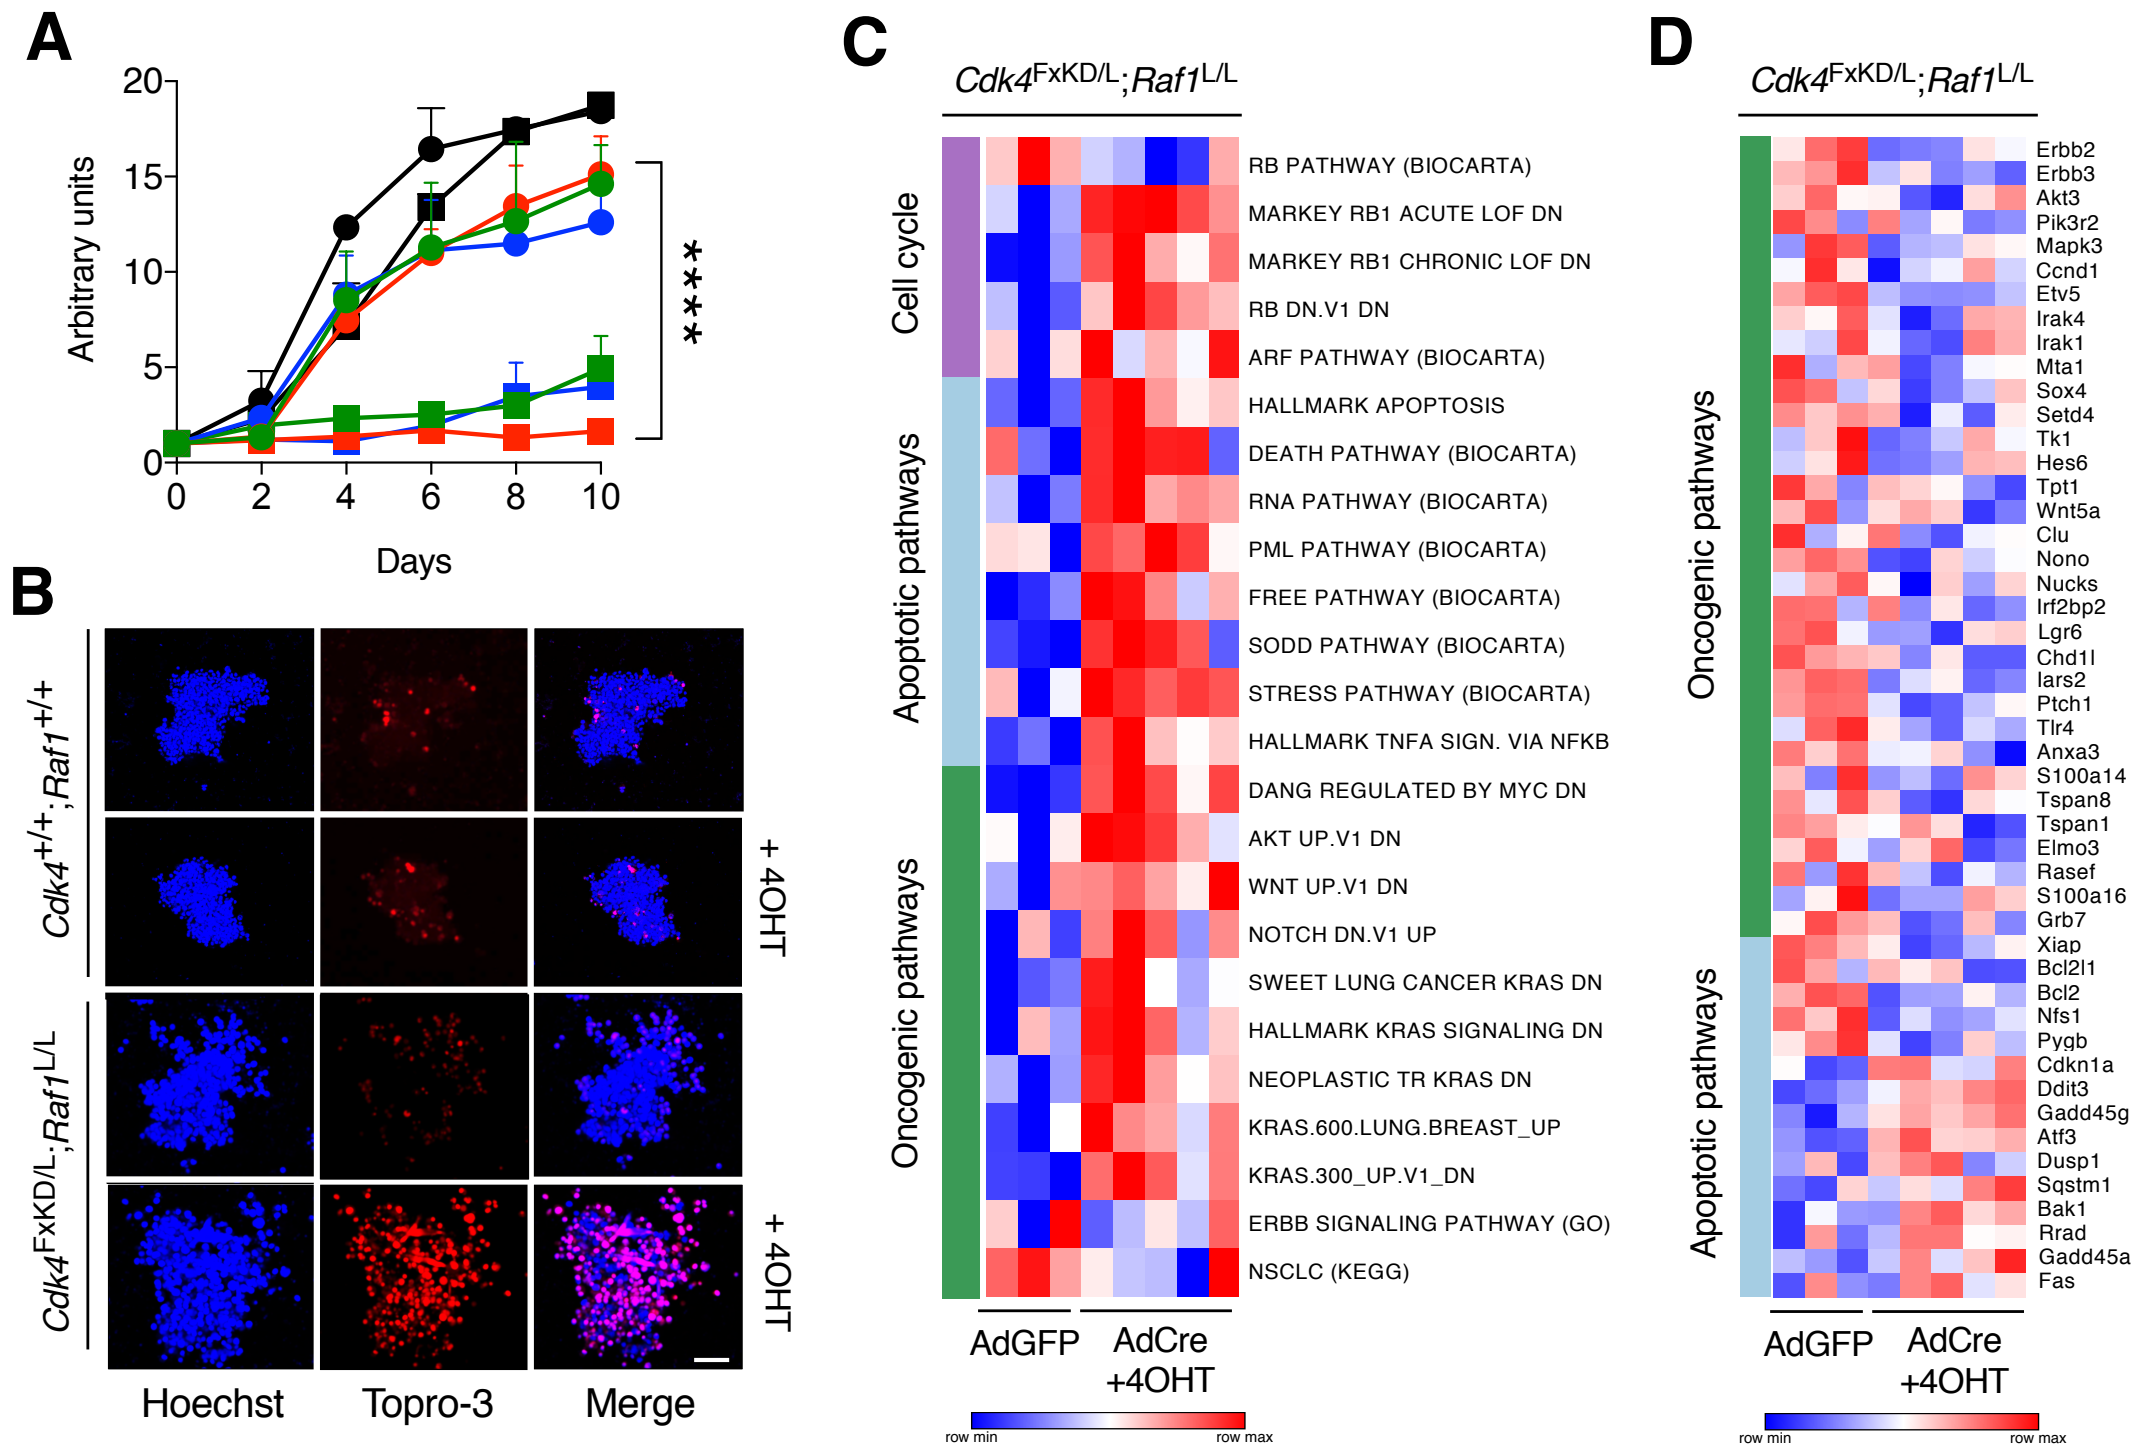 A
20
15
10
5
0
Arbitrary units
0 2 4 6 8 10
Days
****
B
Cdk4+/+;Raf1+/+
+ 4OHT
Cdk4FxKD/L;Raf1L/L
+ 4OHT
Hoechst Topro-3 Merge
C
Cdk4FxKD/L;Raf1L/L
Cell cycle
Apoptotic pathways
Oncogenic pathways
RB PATHWAY (BIOCARTA)
MARKEY RB1 ACUTE LOF DN
MARKEY RB1 CHRONIC LOF DN
RB DN.V1 DN
ARF PATHWAY (BIOCARTA)
HALLMARK APOPTOSIS
DEATH PATHWAY (BIOCARTA)
RNA PATHWAY (BIOCARTA)
PML PATHWAY (BIOCARTA)
FREE PATHWAY (BIOCARTA)
SODD PATHWAY (BIOCARTA)
STRESS PATHWAY (BIOCARTA)
HALLMARK TNFA SIGN. VIA NFKB
DANG REGULATED BY MYC DN
AKT UP.V1 DN
WNT UP.V1 DN
NOTCH DN.V1 UP
SWEET LUNG CANCER KRAS DN
HALLMARK KRAS SIGNALING DN
NEOPLASTIC TR KRAS DN
KRAS.600.LUNG.BREAST_UP
KRAS.300_UP.V1_DN
ERBB SIGNALING PATHWAY (GO)
NSCLC (KEGG)
AdGFP AdCre
+4OHT
row min row max
D
Cdk4FxKD/L;Raf1L/L
Oncogenic pathways
Apoptotic pathways
Erbb2
Erbb3
Akt3
Pik3r2
Mapk3
Ccnd1
Etv5
Irak4
Irak1
Mta1
Sox4
Setd4
Tk1
Hes6
Tpt1
Wnt5a
Clu
Nono
Nucks
Irf2bp2
Lgr6
Chd1l
Iars2
Ptch1
Tlr4
Anxa3
S100a14
Tspan8
Tspan1
Elmo3
Rasef
S100a16
Grb7
Xiap
Bcl2l1
Bcl2
Nfs1
Pygb
Cdkn1a
Ddit3
Gadd45g
Atf3
Dusp1
Sqstm1
Bak1
Rrad
Gadd45a
Fas
AdGFP AdCre
+4OHT
row min row max